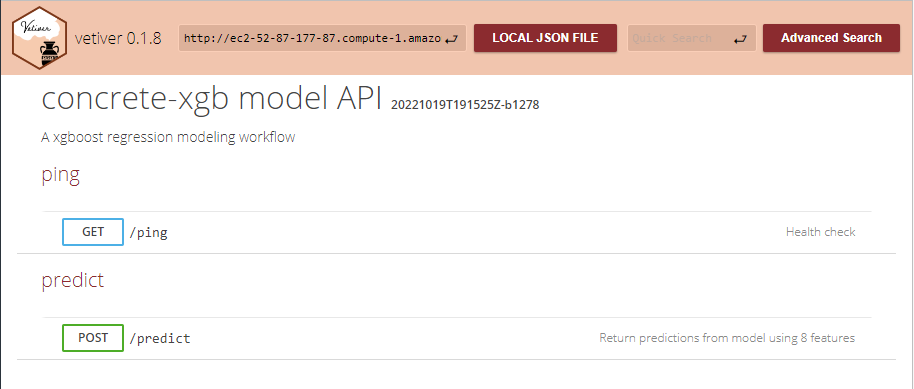 Vetiver
vetiver 0.1.8
http://ec2-52-87-177-87.compute-1.amazo
LOCAL JSON FILE
Quick Search
Advanced Search
concrete-xgb model API 20221019T191525Z-b1278
A xgboost regression modeling workflow
ping
GET /ping Health check
predict
POST /predict Return predictions from model using 8 features